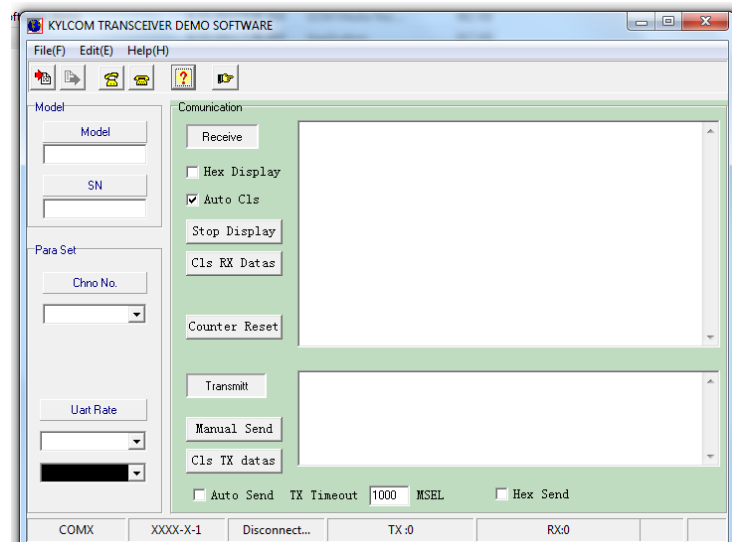 KYLCOM TRANSCEIVER DEMO SOFTWARE
File(F) Edit(E) Help(H)
Model
Model
SN
Para Set
Chno No.
Uart Rate
Comunication
Receive
Hex Display
Auto Cls
Stop Display
Cls RX Datas
Counter Reset
Transmitt
Manual Send
Cls TX datas
Auto Send TX Timeout 1000 MSEL Hex Send
COMX XXXX-X-1 Disconnect... TX:0 RX:0